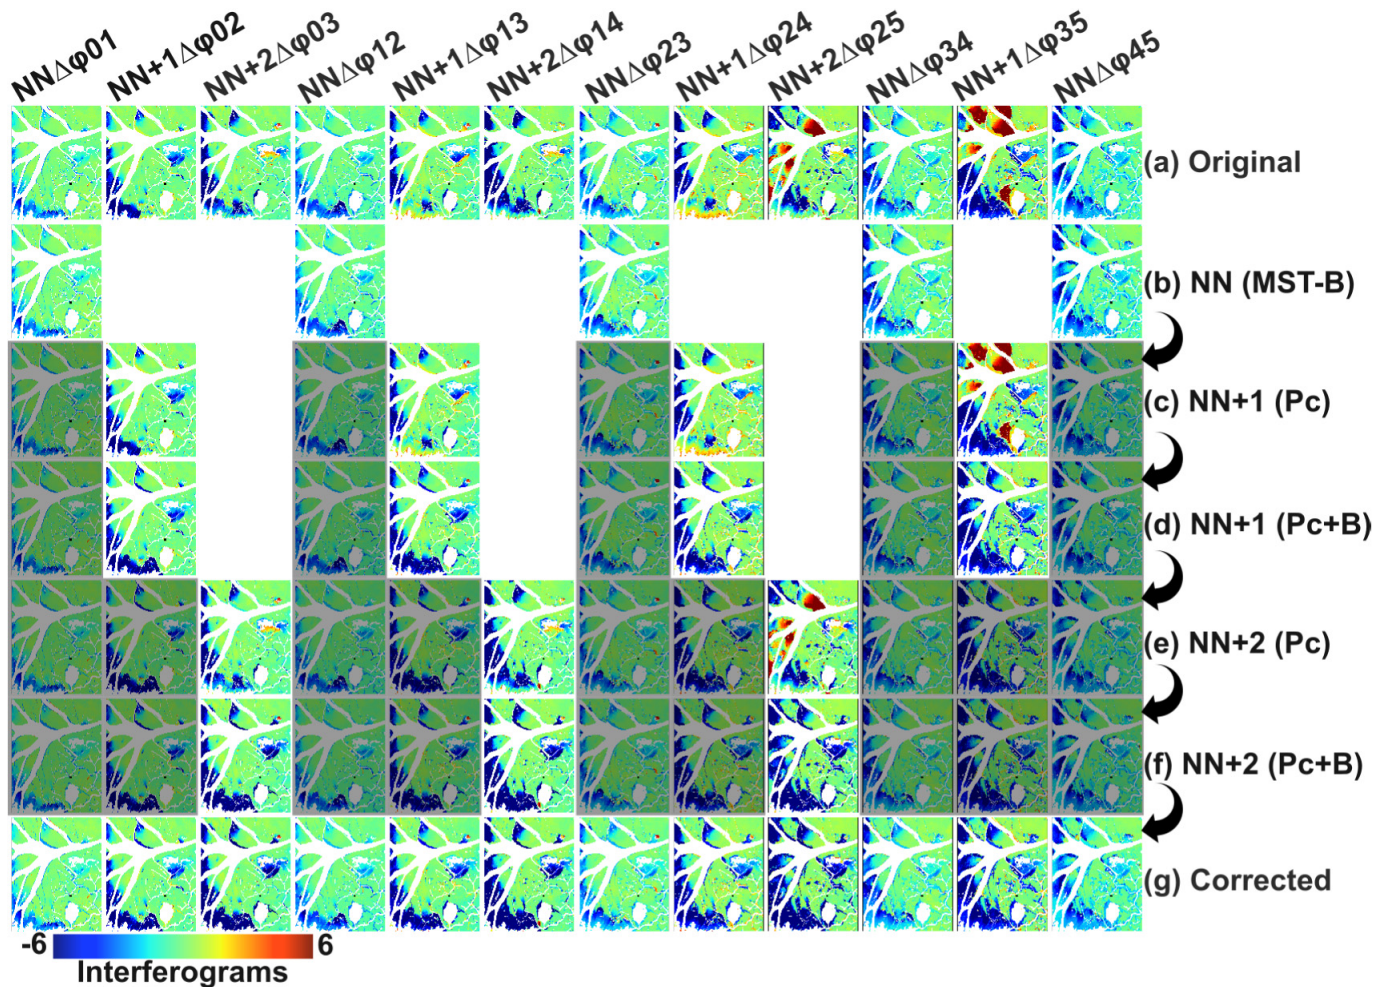 NNΔφ01
NN+1Δφ02
NN+2Δφ03
NNΔφ12
NN+1Δφ13
NN+2Δφ14
NNΔφ23
NN+1Δφ24
NN+2Δφ25
NNΔφ34
NN+1Δφ35
NNΔφ45
(a) Original
(b) NN (MST-B)
(c) NN+1 (Pc)
(d) NN+1 (Pc+B)
(e) NN+2 (Pc)
(f) NN+2 (Pc+B)
(g) Corrected
-6 6
Interferograms